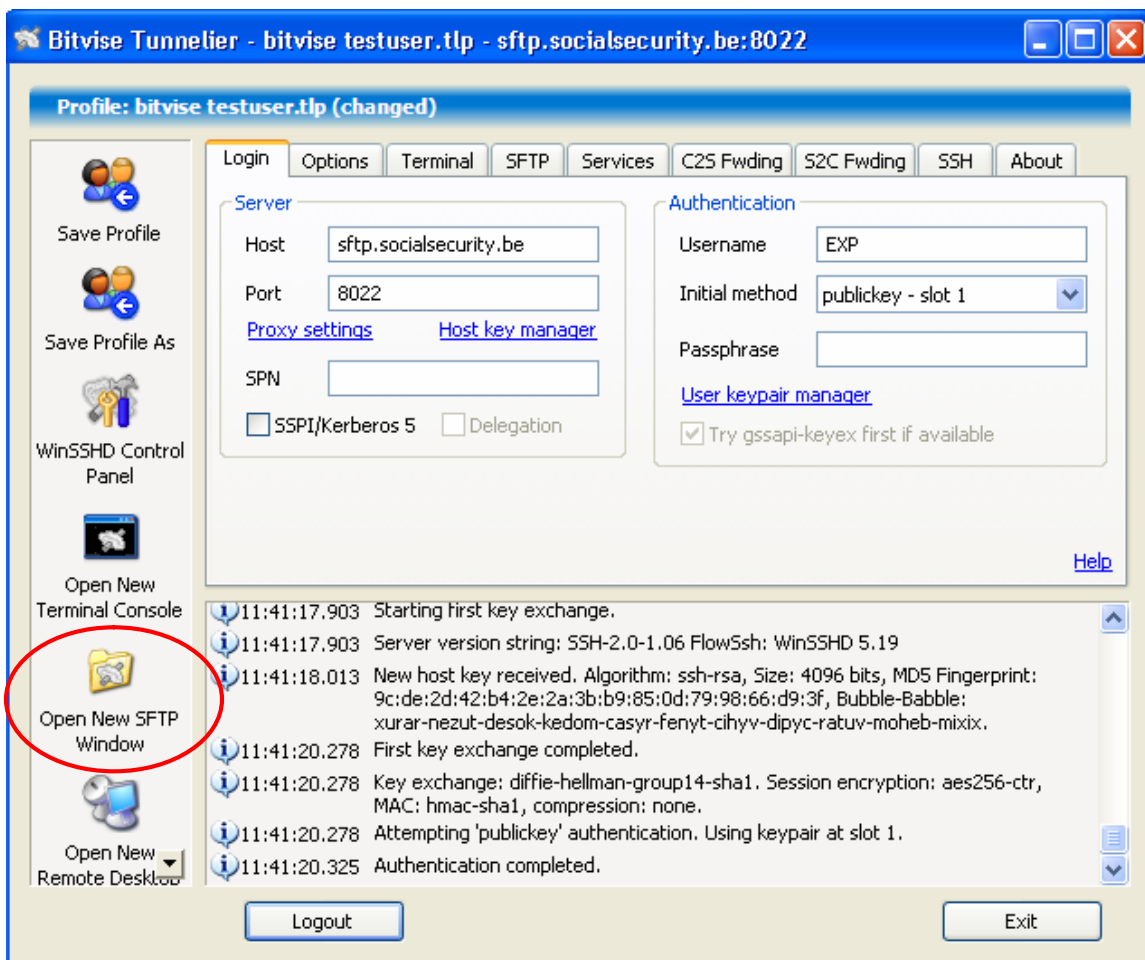 Bitvise Tunnelier - bitvise testuser.tlp - sftp.socialsecurity.be:8022
Profile: bitvise testuser.tlp (changed)
Save Profile
Save Profile As
WinSSHD Control
Panel
Open New
Terminal Console
Open New SFTP
Window
Open New
Remote Desktop
Login Options Terminal SFTP Services C2S Fwding S2C Fwding SSH About
Server
Host sftp.socialsecurity.be
Port 8022
Proxy settings Host key manager
SPN
SSPI/Kerberos 5 Delegation
Authentication
Username EXP
Initial method publickey - slot 1
Passphrase
User keypair manager
Try gssapi-keyex first if available
Help
11:41:17.903 Starting first key exchange.
11:41:17.903 Server version string: SSH-2.0-1.06 FlowSsh: WinSSHD 5.19
11:41:18.013 New host key received. Algorithm: ssh-rsa, Size: 4096 bits, MD5 Fingerprint:
9c:de:2d:42:b4:2e:2a:3b:b9:85:0d:79:98:66:d9:3f, Bubble-Babble:
xurar-nezut-desok-kedom-casyr-fenyt-cihyv-dipyc-ratuv-moheb-mixix.
11:41:20.278 First key exchange completed.
11:41:20.278 Key exchange: diffie-hellman-group14-sha1. Session encryption: aes256-ctr,
MAC: hmac-sha1, compression: none.
11:41:20.278 Attempting 'publickey' authentication. Using keypair at slot 1.
11:41:20.325 Authentication completed.
Logout Exit